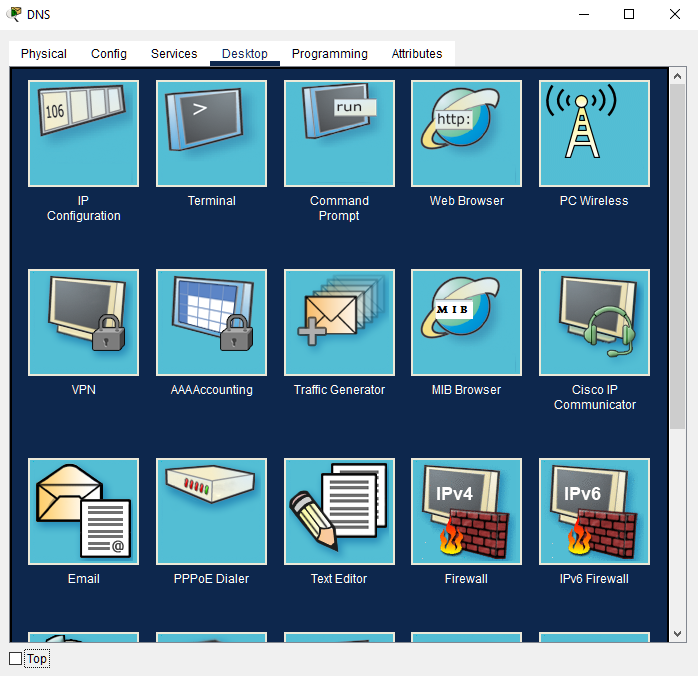 DNS
Physical Config Services Desktop Programming Attributes
106
>
run
http:
IP
Configuration
Terminal
Command
Prompt
Web Browser
PC Wireless
MIB
VPN
AAAAccounting
Traffic Generator
MIB Browser
Cisco IP
Communicator
@
IPv4
IPv6
Email
PPPoE Dialer
Text Editor
Firewall
IPv6 Firewall
Top